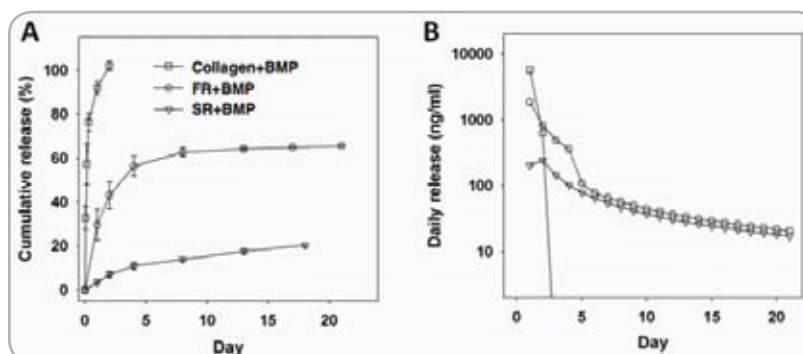 A
Cumulative release (%)
100
80
60
40
20
0
Collagen+BMP
FR+BMP
SR+BMP
0
5
10
15
20
Day
B
Daily release (ng/ml)
10000
1000
100
10
0
5
10
15
20
Day